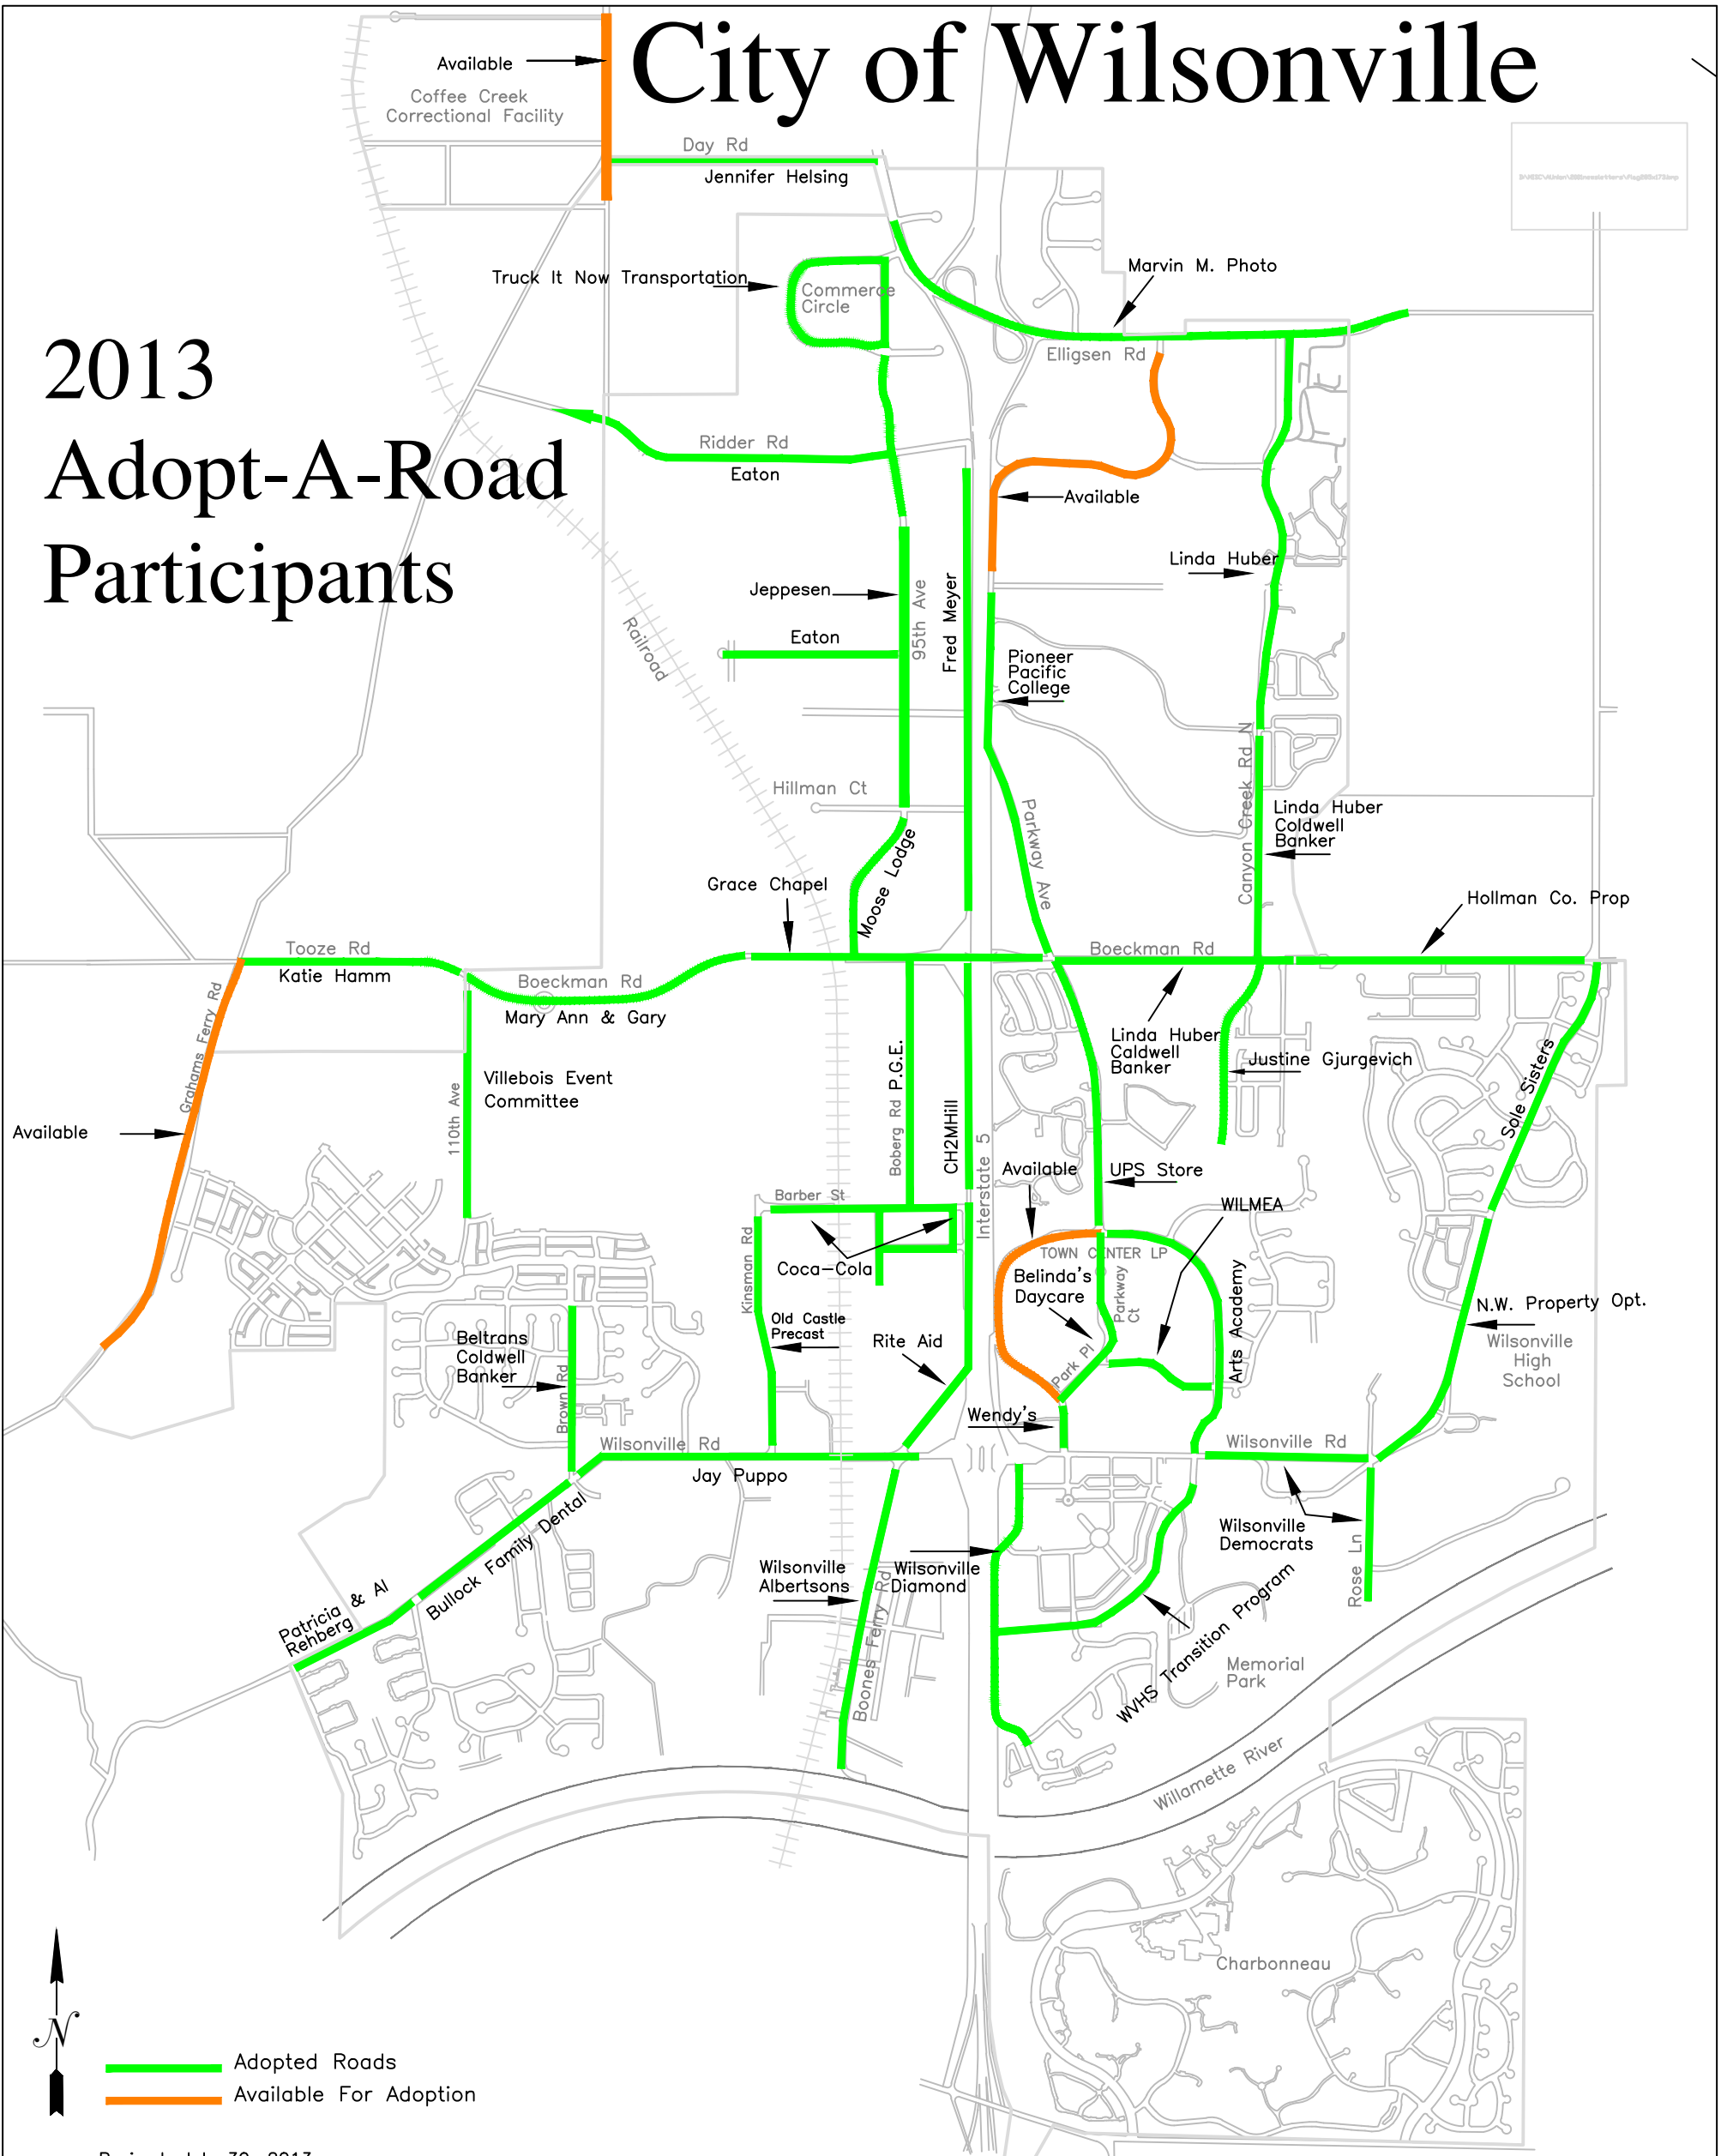 City of Wilsonville
2013
Adopt-A-Road
Participants
Available
Coffee Creek
Correctional Facility
Day Rd
Jennifer Helsing
Truck It Now Transportation
Commerce
Circle
Marvin M. Photo
Elligsen Rd
Ridder Rd
Eaton
Available
Linda Huber
Jeppesen
95th Ave
Fred Meyer
Eaton
Railroad
Pioneer
Pacific
College
Hillman Ct
Parkway Ave
Canyon Creek Rd N
Linda Huber
Coldwell
Banker
Moose Lodge
Grace Chapel
Hollman Co. Prop
Tooze Rd
Katie Hamm
Boeckman Rd
Mary Ann & Gary
Boeckman Rd
Linda Huber
Caldwell
Banker
Justine Gjurgevich
Sole Sisters
Grahams Ferry Rd
Available
110th Ave
Villebois Event
Committee
Boberg Rd
P.G.E.
CH2MHill
Interstate 5
Available
UPS Store
WILMEA
Barber St
Kinsman Rd
Coca-Cola
TOWN CENTER LP
Belinda's
Daycare
Parkway
Ct
Park Pl
Arts Academy
N.W. Property Opt.
Wilsonville
High
School
Old Castle
Precast
Rite Aid
Beltrans
Coldwell
Banker
Brown Rd
Wendy's
Wilsonville Rd
Jay Puppo
Wilsonville Rd
Bullock Family Dental
Patricia & Al
Rehberg
Wilsonville
Albertsons
Boones Ferry Rd
Wilsonville
Diamond
Wilsonville
Democrats
Rose Ln
WVHS Transition Program
Memorial
Park
Willamette River
Charbonneau
N
Adopted Roads
Available For Adoption